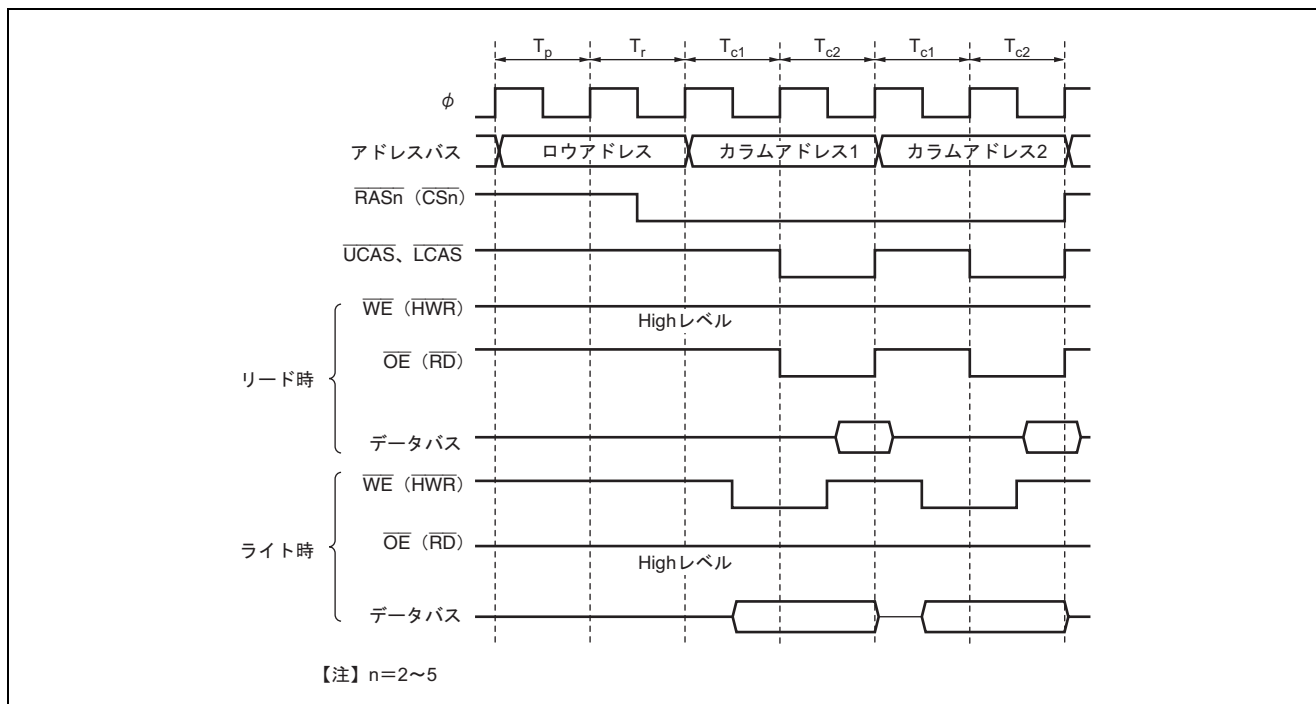 Tp Tr Tc1 Tc2 Tc1 Tc2
φ
アドレスバス ロウアドレス カラムアドレス1 カラムアドレス2
RASn（CSn）
UCAS、LCAS
リード時
WE（HWR）
Highレベル
OE（RD）
データバス
ライト時
WE（HWR）
OE（RD）
Highレベル
データバス
【注】n＝2～5